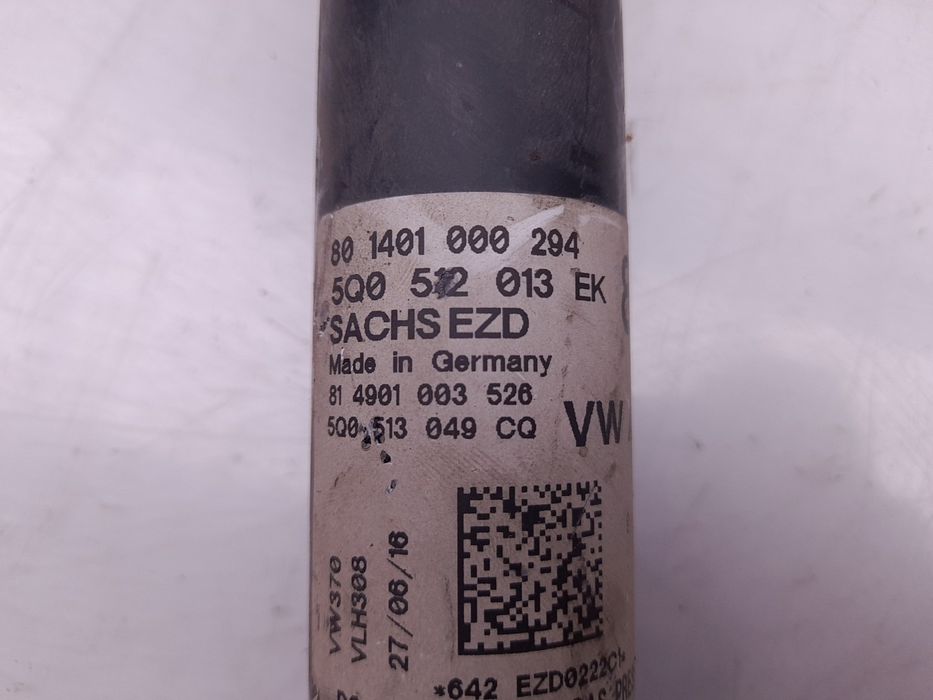 80 1401 000 294
5Q0 512 013 EK
SACHS EZD
Made in Germany
81 4901 003 526
5Q0 513 049 CQ
VW
VW370
VLH308
27/06/16
*642 EZD0222C1*